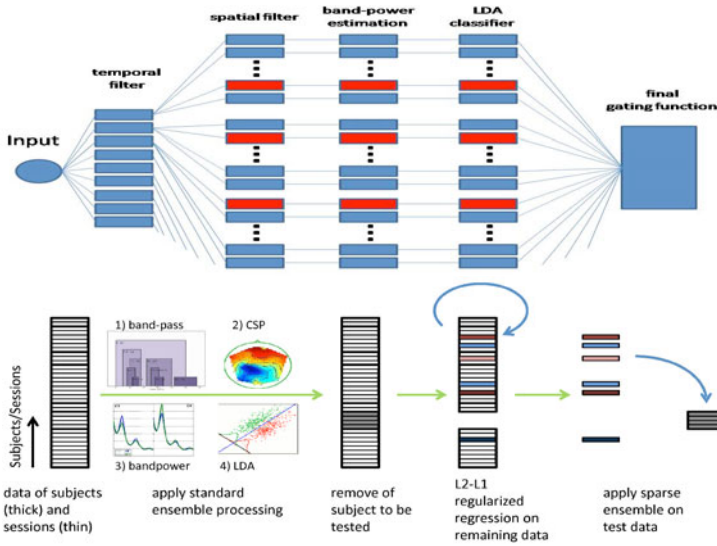 spatial filter
band-power
estimation
LDA
classifier
temporal
filter
final
gating function
Input
1) band-pass
2) CSP
3) bandpower
4) LDA
Subjects/Sessions
data of subjects
(thick) and
sessions (thin)
apply standard
ensemble processing
remove of
subject to be
tested
L2-L1
regularized
regression on
remaining data
apply sparse
ensemble on
test data